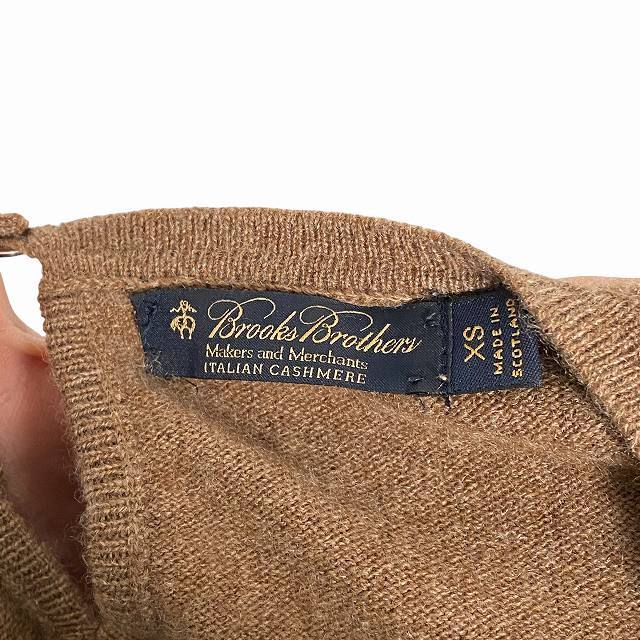 Brooks Brothers
Makers and Merchants
ITALIAN CASHMERE
XS
MADE IN
SCOTLAND